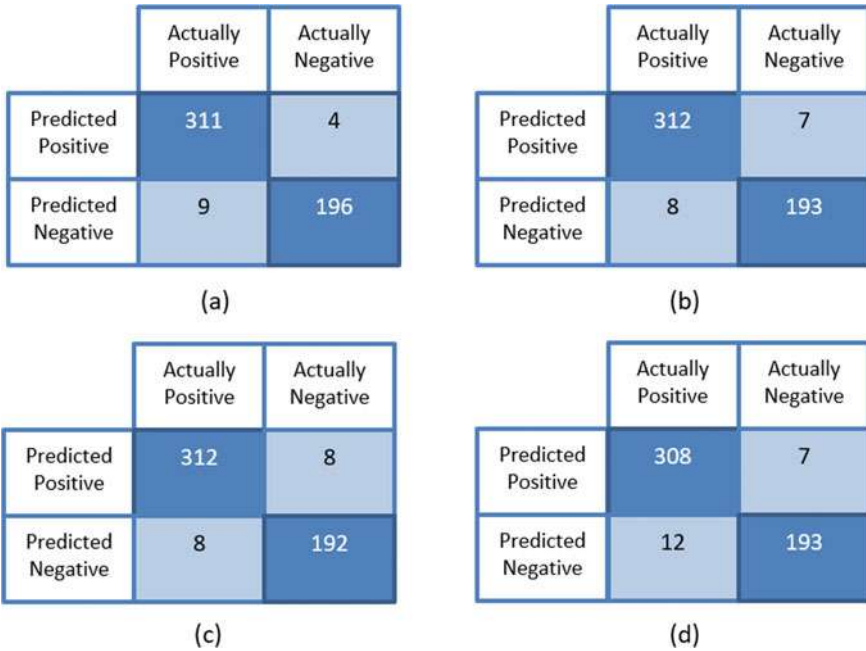 Actually Positive
Actually Negative
Predicted Positive
311
4
Predicted Negative
9
196
(a)
Actually Positive
Actually Negative
Predicted Positive
312
7
Predicted Negative
8
193
(b)
Actually Positive
Actually Negative
Predicted Positive
312
8
Predicted Negative
8
192
(c)
Actually Positive
Actually Negative
Predicted Positive
308
7
Predicted Negative
12
193
(d)